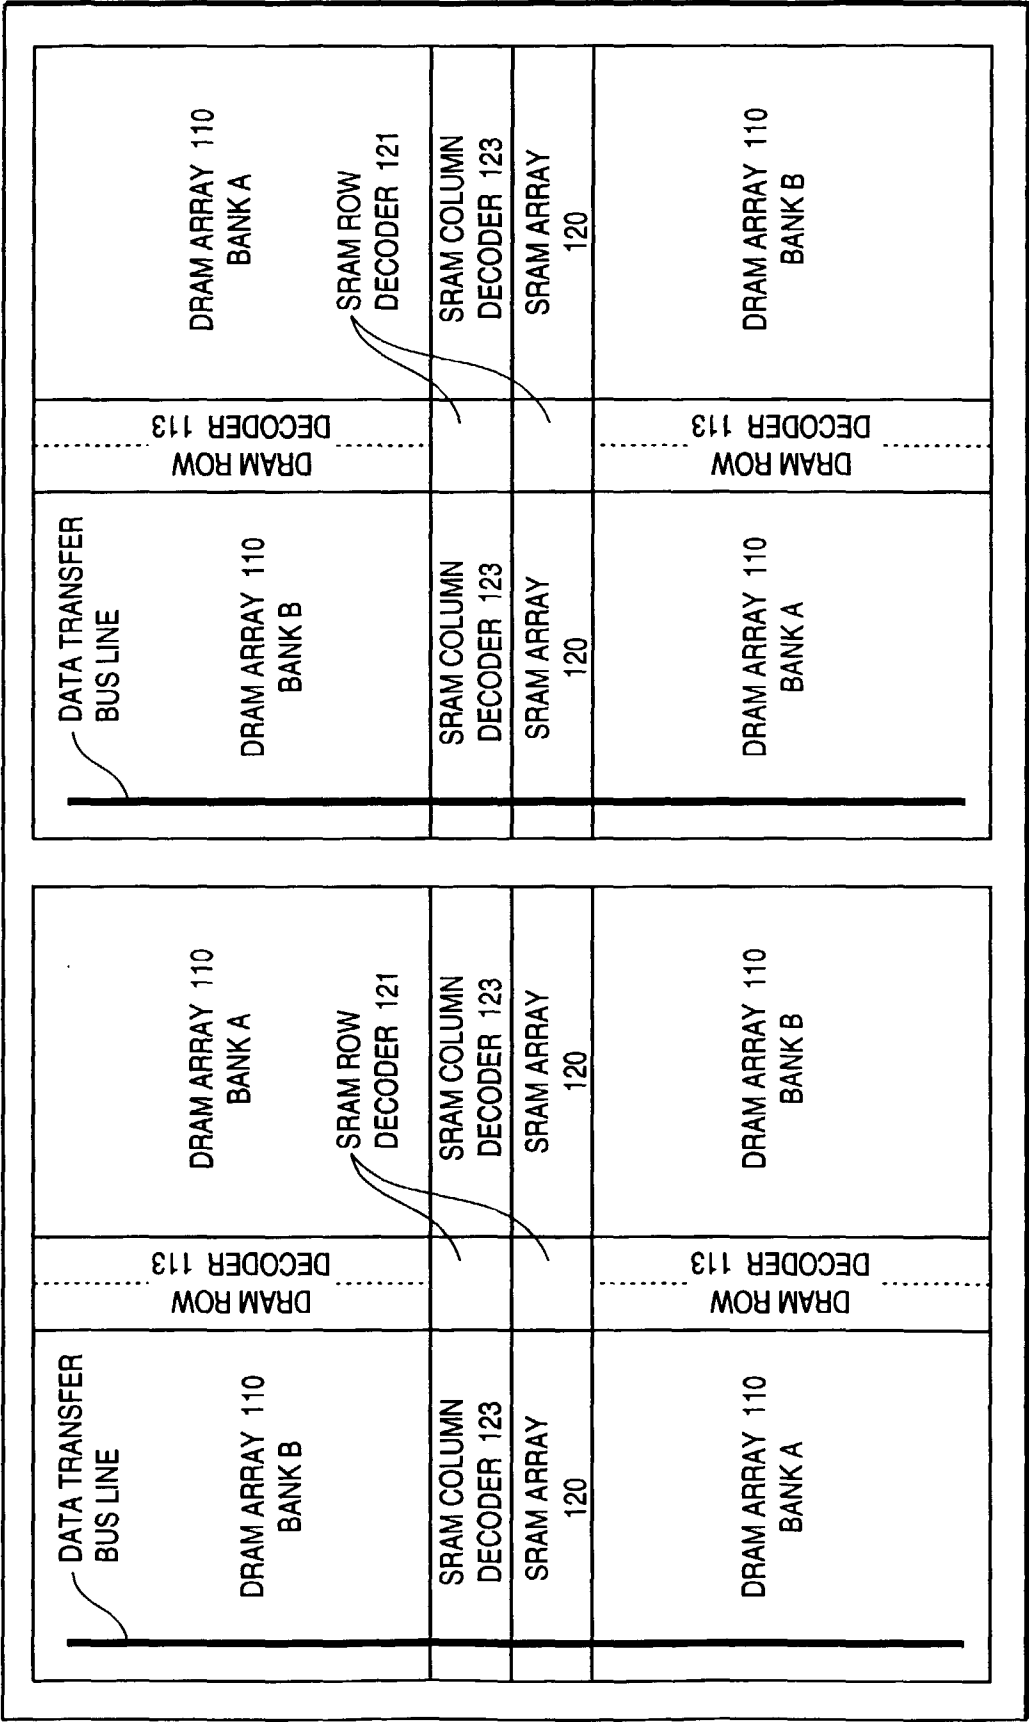 DATA TRANSFER
BUS LINE
DRAM ARRAY 110
BANK B
DRAM ROW
DECODER 113
DRAM ARRAY 110
BANK A
SRAM ROW
DECODER 121
SRAM COLUMN
DECODER 123
SRAM COLUMN
DECODER 123
SRAM ARRAY
120
SRAM ARRAY
120
DRAM ARRAY 110
BANK A
DRAM ROW
DECODER 113
DRAM ARRAY 110
BANK B
DATA TRANSFER
BUS LINE
DRAM ARRAY 110
BANK B
DRAM ROW
DECODER 113
DRAM ARRAY 110
BANK A
SRAM ROW
DECODER 121
SRAM COLUMN
DECODER 123
SRAM COLUMN
DECODER 123
SRAM ARRAY
120
SRAM ARRAY
120
DRAM ARRAY 110
BANK A
DRAM ROW
DECODER 113
DRAM ARRAY 110
BANK B